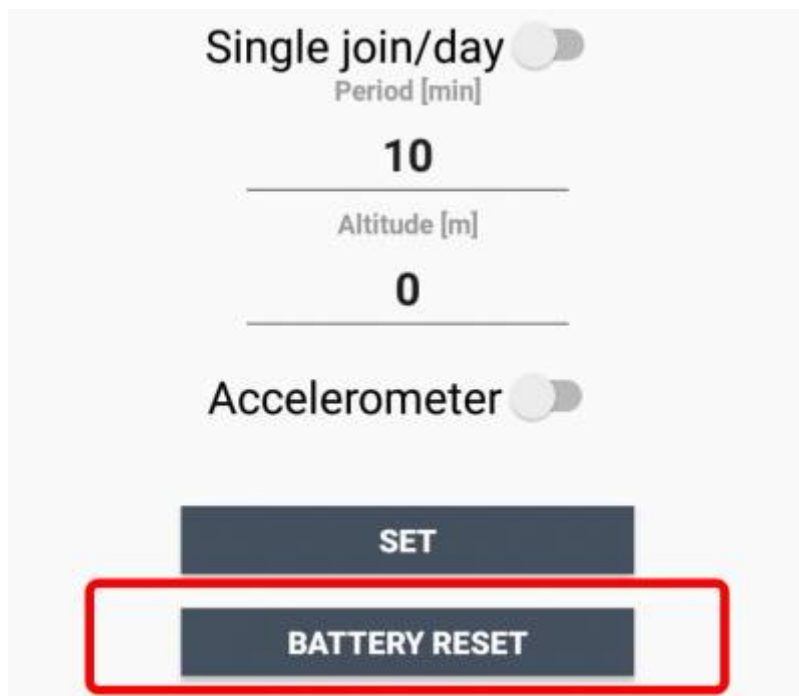 Single join/day
Period [min]
10
Altitude [m]
0
Accelerometer
SET
BATTERY RESET